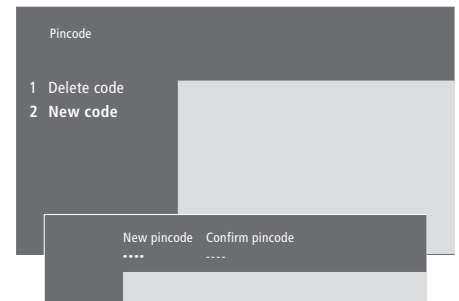 Pincode
1 Delete code
2 New code
New pincode Confirm pincode
---- ----